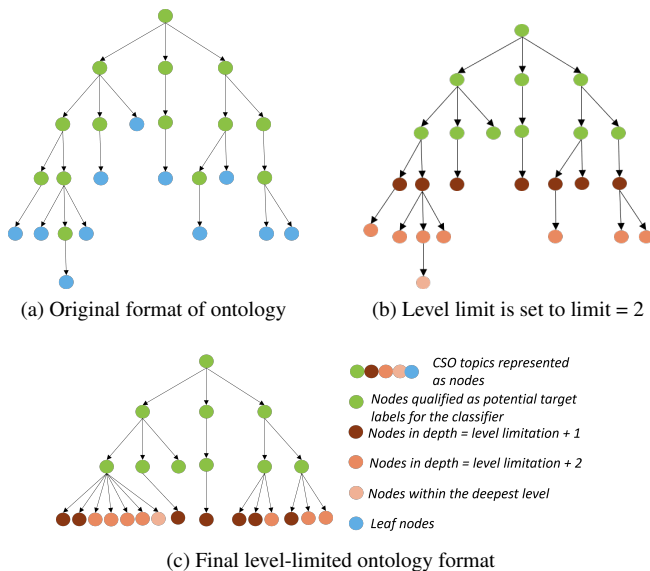 (a) Original format of ontology
(b) Level limit is set to limit = 2
CSO topics represented
as nodes
Nodes qualified as potential target
labels for the classifier
Nodes in depth = level limitation + 1
Nodes in depth = level limitation + 2
Nodes within the deepest level
Leaf nodes
(c) Final level-limited ontology format